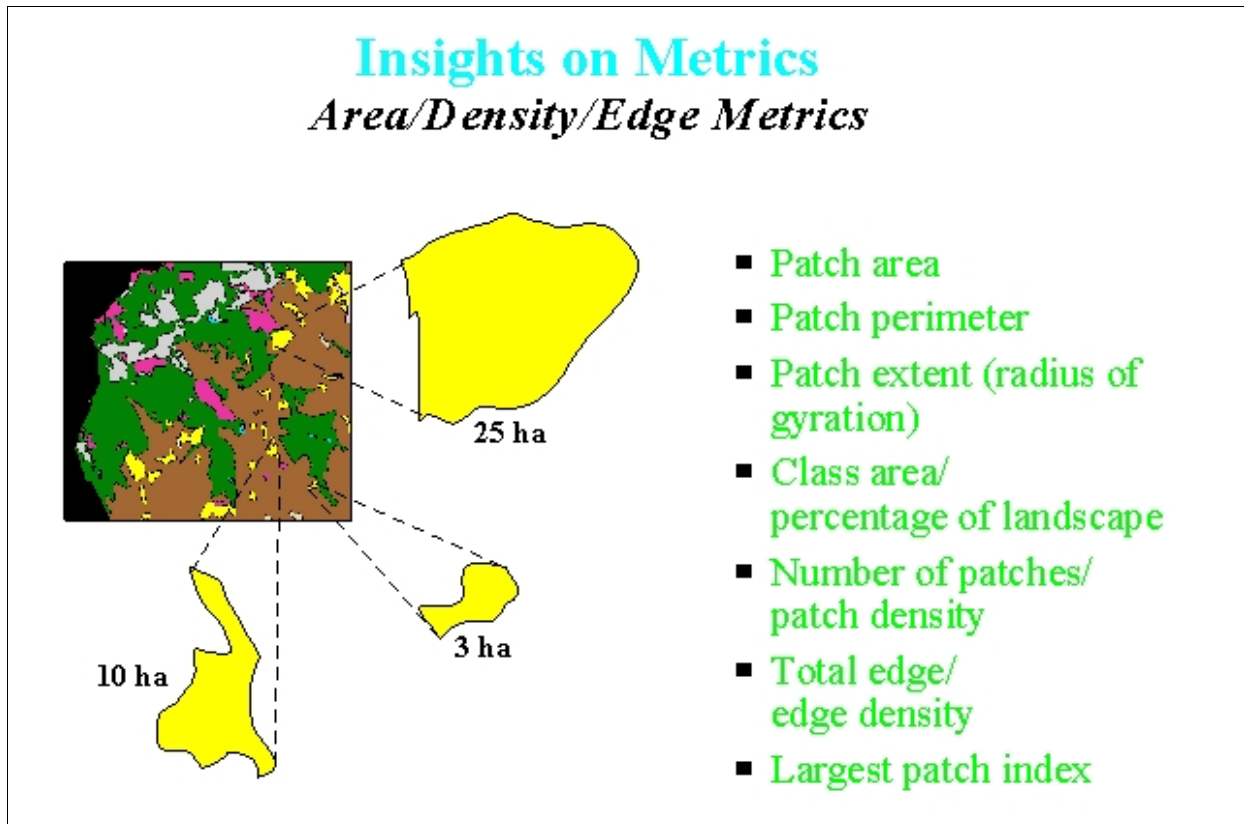 Insights on Metrics
Area/Density/Edge Metrics
25 ha
10 ha
3 ha
▪ Patch area
▪ Patch perimeter
▪ Patch extent (radius of
gyration)
▪ Class area/
percentage of landscape
▪ Number of patches/
patch density
▪ Total edge/
edge density
▪ Largest patch index